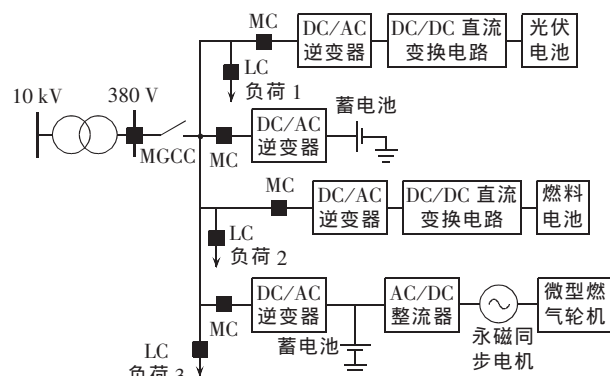 MC
DC/AC
逆变器
DC/DC 直流
变换电路
光伏
电池
LC
负荷 1
10 kV
380 V
MGCC
MC
DC/AC
逆变器
蓄电池
MC
DC/AC
逆变器
DC/DC 直流
变换电路
燃料
电池
LC
负荷 2
MC
DC/AC
逆变器
蓄电池
AC/DC
整流器
永磁同
步电机
微型燃
气轮机
LC
负荷 3